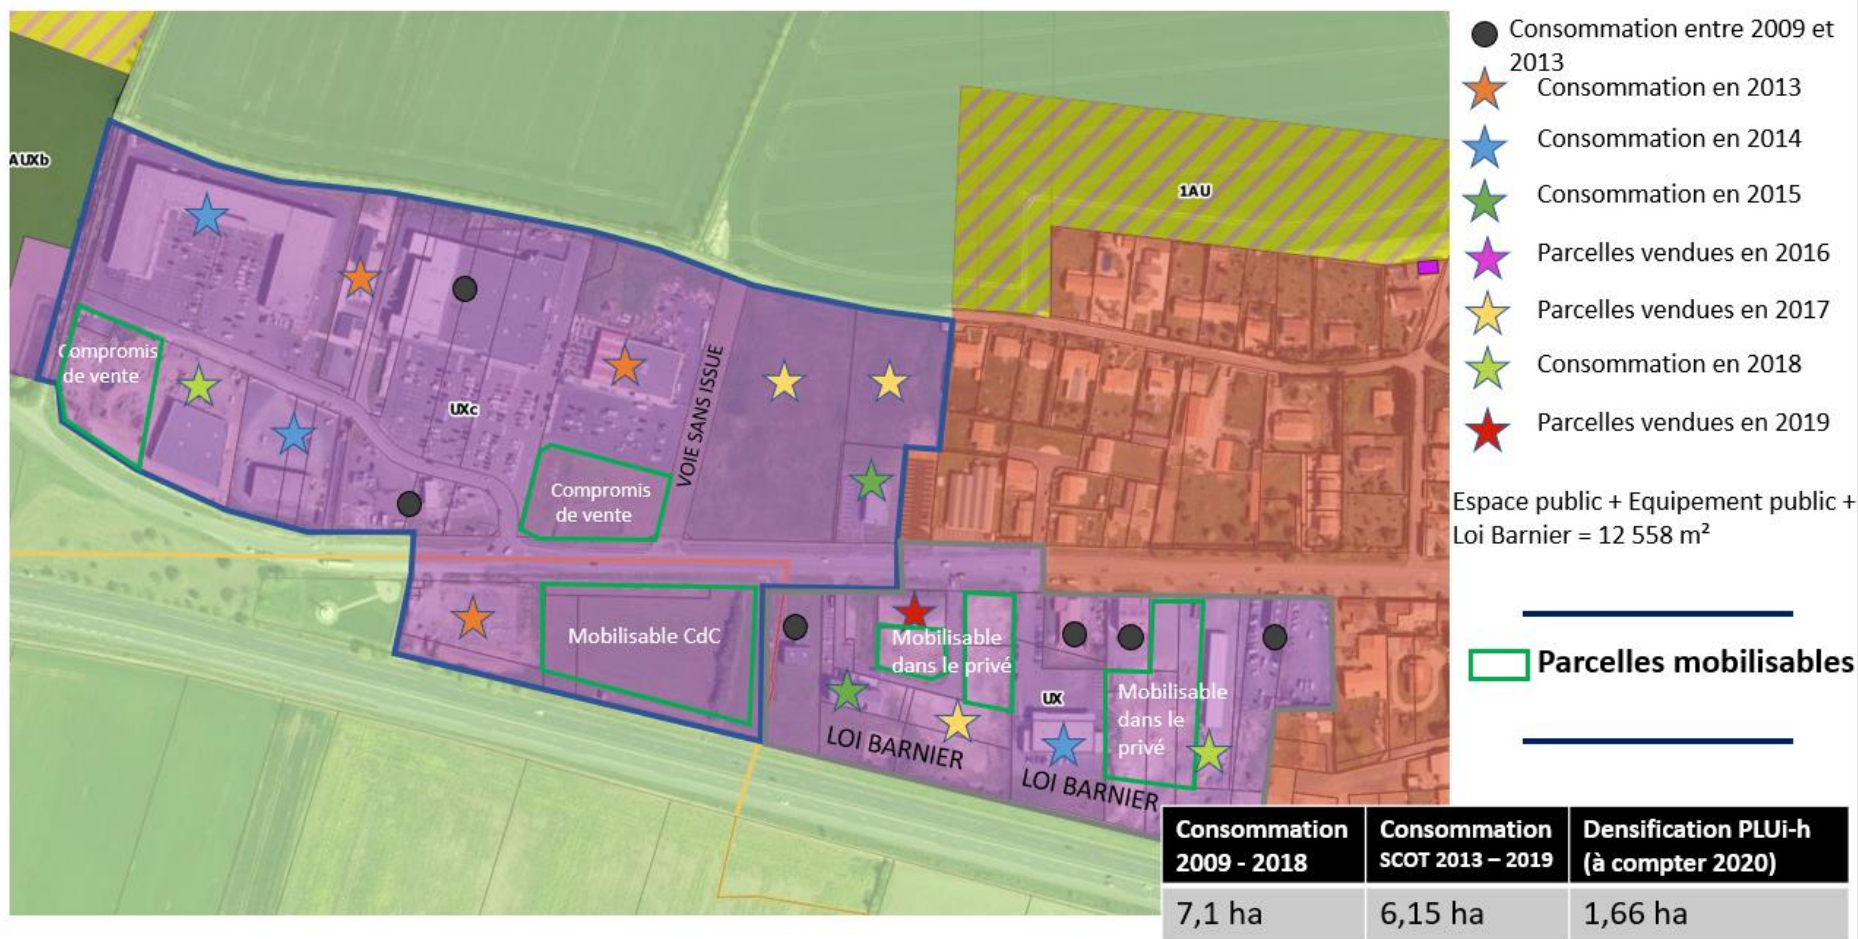 AUXb
1AU
Compromis
de vente
UXc
VOIE SANS ISSUE
Compromis
de vente
Mobilisable CdC
Mobilisable
dans le privé
UX
Mobilisable
dans le
privé
LOI BARNIER
LOI BARNIER
Consommation entre 2009 et
2013
Consommation en 2013
Consommation en 2014
Consommation en 2015
Parcelles vendues en 2016
Parcelles vendues en 2017
Consommation en 2018
Parcelles vendues en 2019
Espace public + Equipement public +
Loi Barnier = 12 558 m²
Parcelles mobilisables
Consommation
2009 - 2018
Consommation
SCOT 2013 – 2019
Densification PLUi-h
(à compter 2020)
7,1 ha
6,15 ha
1,66 ha